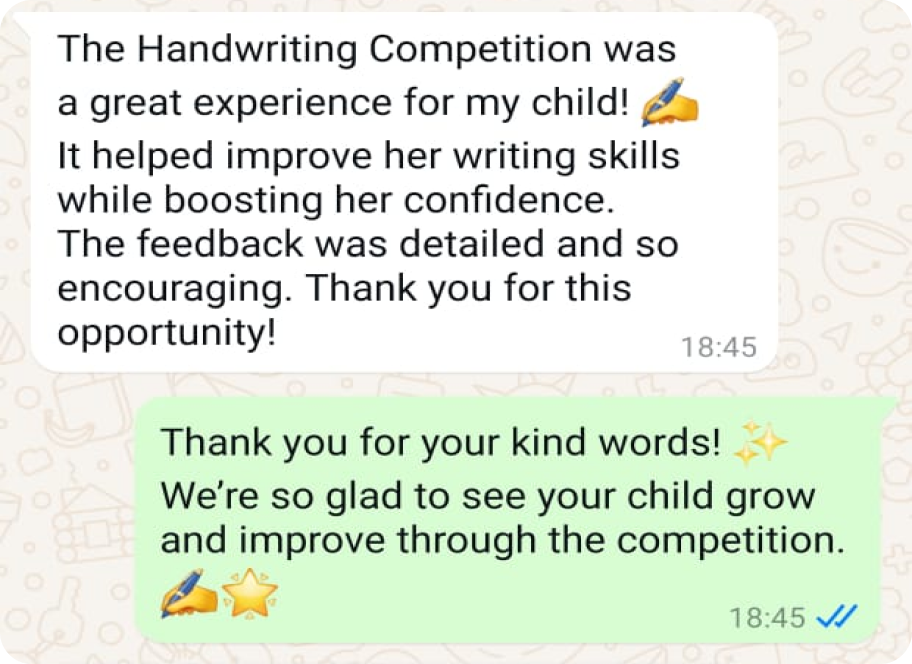 The Handwriting Competition was
a great experience for my child! ✍️
It helped improve her writing skills
while boosting her confidence.
The feedback was detailed and so
encouraging. Thank you for this
opportunity!
18:45
Thank you for your kind words! ✨
We’re so glad to see your child grow
and improve through the competition.
✍️🌟
18:45